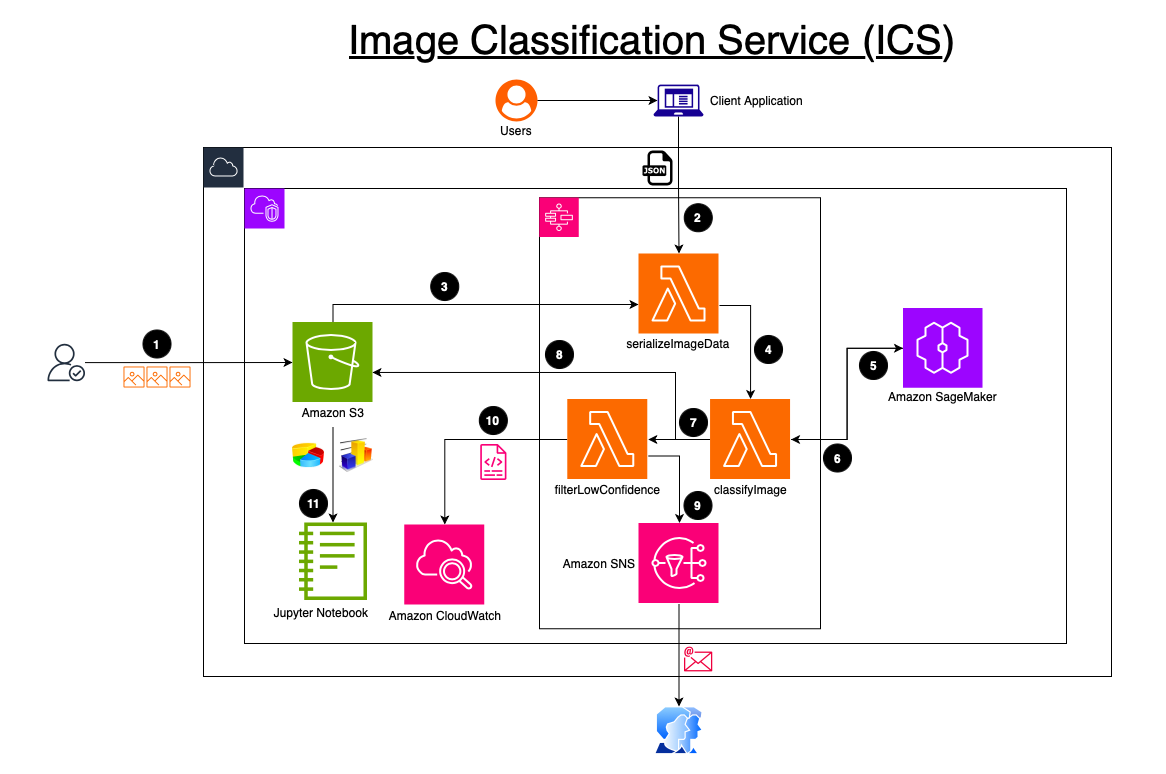 Image Classification Service (ICS)
Users
Client Application
JSON
2
3
serializeImageData
1
8
4
5
Amazon SageMaker
Amazon S3
10
7
6
filterLowConfidence
classifyImage
11
9
Amazon SNS
Jupyter Notebook
Amazon CloudWatch
@